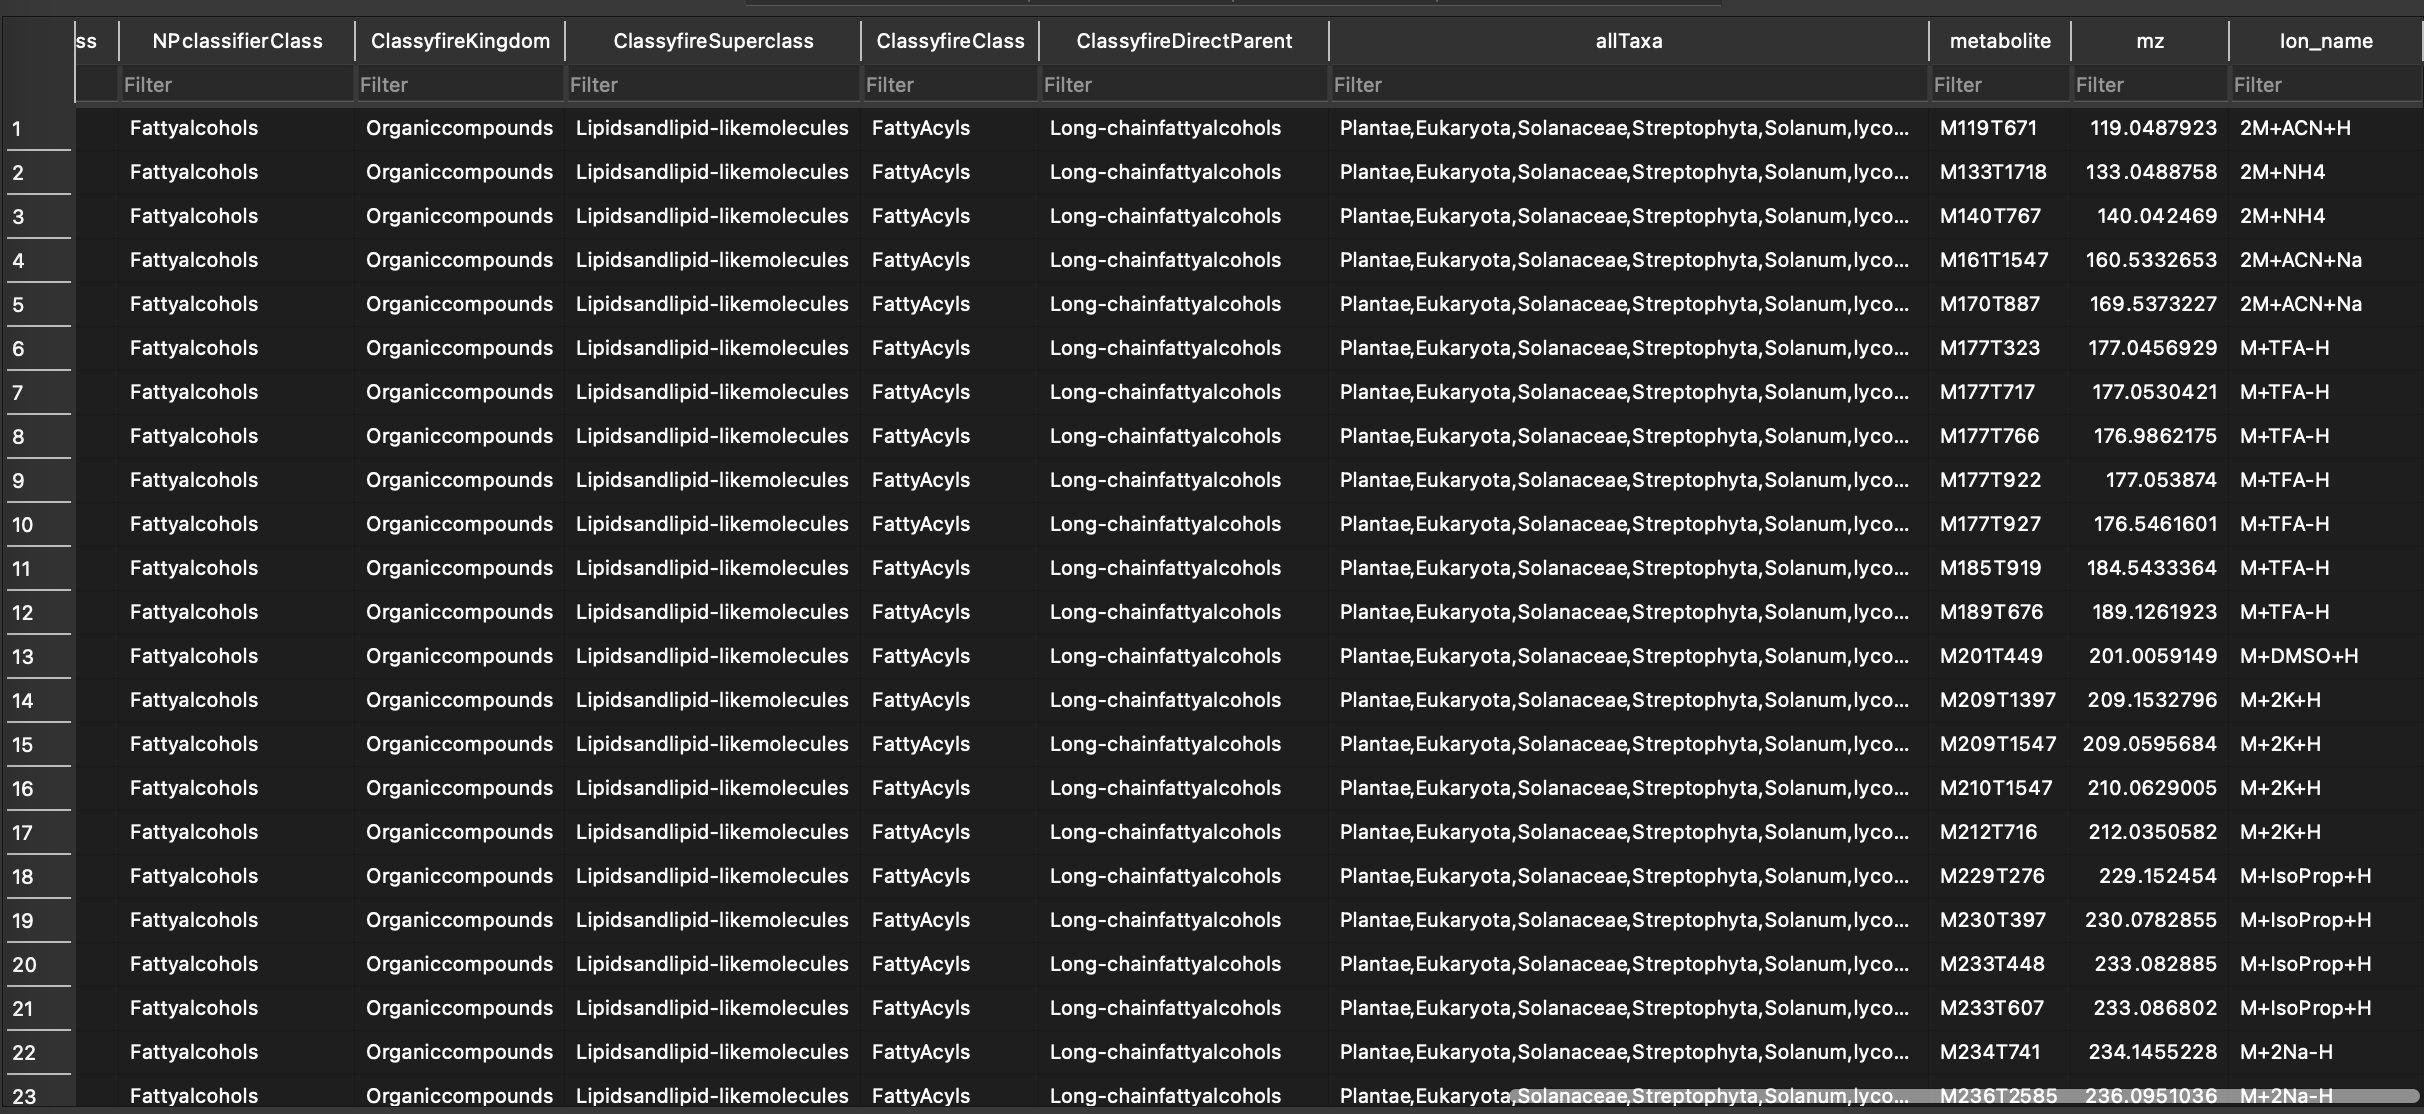 ss NPclassifierClass ClassyfireKingdom ClassyfireSuperclass ClassyfireClass ClassyfireDirectParent allTaxa metabolite mz Ion_name
Filter Filter Filter Filter Filter Filter Filter Filter Filter
1 Fattyalcohols Organiccompounds Lipidsandlipid-likemolecules FattyAcyls Long-chainfattyalcohols Plantae,Eukaryota,Solanaceae,Streptophyta,Solanum,lyco... M119T671 119.0487923 2M+ACN+H
2 Fattyalcohols Organiccompounds Lipidsandlipid-likemolecules FattyAcyls Long-chainfattyalcohols Plantae,Eukaryota,Solanaceae,Streptophyta,Solanum,lyco... M133T1718 133.0488758 2M+NH4
3 Fattyalcohols Organiccompounds Lipidsandlipid-likemolecules FattyAcyls Long-chainfattyalcohols Plantae,Eukaryota,Solanaceae,Streptophyta,Solanum,lyco... M140T767 140.042469 2M+NH4
4 Fattyalcohols Organiccompounds Lipidsandlipid-likemolecules FattyAcyls Long-chainfattyalcohols Plantae,Eukaryota,Solanaceae,Streptophyta,Solanum,lyco... M161T1547 160.5332653 2M+ACN+Na
5 Fattyalcohols Organiccompounds Lipidsandlipid-likemolecules FattyAcyls Long-chainfattyalcohols Plantae,Eukaryota,Solanaceae,Streptophyta,Solanum,lyco... M170T887 169.5373227 2M+ACN+Na
6 Fattyalcohols Organiccompounds Lipidsandlipid-likemolecules FattyAcyls Long-chainfattyalcohols Plantae,Eukaryota,Solanaceae,Streptophyta,Solanum,lyco... M177T323 177.0456929 M+TFA-H
7 Fattyalcohols Organiccompounds Lipidsandlipid-likemolecules FattyAcyls Long-chainfattyalcohols Plantae,Eukaryota,Solanaceae,Streptophyta,Solanum,lyco... M177T717 177.0530421 M+TFA-H
8 Fattyalcohols Organiccompounds Lipidsandlipid-likemolecules FattyAcyls Long-chainfattyalcohols Plantae,Eukaryota,Solanaceae,Streptophyta,Solanum,lyco... M177T766 176.9862175 M+TFA-H
9 Fattyalcohols Organiccompounds Lipidsandlipid-likemolecules FattyAcyls Long-chainfattyalcohols Plantae,Eukaryota,Solanaceae,Streptophyta,Solanum,lyco... M177T922 177.053874 M+TFA-H
10 Fattyalcohols Organiccompounds Lipidsandlipid-likemolecules FattyAcyls Long-chainfattyalcohols Plantae,Eukaryota,Solanaceae,Streptophyta,Solanum,lyco... M177T927 176.5461601 M+TFA-H
11 Fattyalcohols Organiccompounds Lipidsandlipid-likemolecules FattyAcyls Long-chainfattyalcohols Plantae,Eukaryota,Solanaceae,Streptophyta,Solanum,lyco... M185T919 184.5433364 M+TFA-H
12 Fattyalcohols Organiccompounds Lipidsandlipid-likemolecules FattyAcyls Long-chainfattyalcohols Plantae,Eukaryota,Solanaceae,Streptophyta,Solanum,lyco... M189T676 189.1261923 M+TFA-H
13 Fattyalcohols Organiccompounds Lipidsandlipid-likemolecules FattyAcyls Long-chainfattyalcohols Plantae,Eukaryota,Solanaceae,Streptophyta,Solanum,lyco... M201T449 201.0059149 M+DMSO+H
14 Fattyalcohols Organiccompounds Lipidsandlipid-likemolecules FattyAcyls Long-chainfattyalcohols Plantae,Eukaryota,Solanaceae,Streptophyta,Solanum,lyco... M209T1397 209.1532796 M+2K+H
15 Fattyalcohols Organiccompounds Lipidsandlipid-likemolecules FattyAcyls Long-chainfattyalcohols Plantae,Eukaryota,Solanaceae,Streptophyta,Solanum,lyco... M209T1547 209.0595684 M+2K+H
16 Fattyalcohols Organiccompounds Lipidsandlipid-likemolecules FattyAcyls Long-chainfattyalcohols Plantae,Eukaryota,Solanaceae,Streptophyta,Solanum,lyco... M210T1547 210.0629005 M+2K+H
17 Fattyalcohols Organiccompounds Lipidsandlipid-likemolecules FattyAcyls Long-chainfattyalcohols Plantae,Eukaryota,Solanaceae,Streptophyta,Solanum,lyco... M212T716 212.0350582 M+2K+H
18 Fattyalcohols Organiccompounds Lipidsandlipid-likemolecules FattyAcyls Long-chainfattyalcohols Plantae,Eukaryota,Solanaceae,Streptophyta,Solanum,lyco... M229T276 229.152454 M+IsoProp+H
19 Fattyalcohols Organiccompounds Lipidsandlipid-likemolecules FattyAcyls Long-chainfattyalcohols Plantae,Eukaryota,Solanaceae,Streptophyta,Solanum,lyco... M230T397 230.0782855 M+IsoProp+H
20 Fattyalcohols Organiccompounds Lipidsandlipid-likemolecules FattyAcyls Long-chainfattyalcohols Plantae,Eukaryota,Solanaceae,Streptophyta,Solanum,lyco... M233T448 233.082885 M+IsoProp+H
21 Fattyalcohols Organiccompounds Lipidsandlipid-likemolecules FattyAcyls Long-chainfattyalcohols Plantae,Eukaryota,Solanaceae,Streptophyta,Solanum,lyco... M233T607 233.086802 M+IsoProp+H
22 Fattyalcohols Organiccompounds Lipidsandlipid-likemolecules FattyAcyls Long-chainfattyalcohols Plantae,Eukaryota,Solanaceae,Streptophyta,Solanum,lyco... M234T741 234.1455228 M+2Na-H
23 Fattyalcohols Organiccompounds Lipidsandlipid-likemolecules FattyAcyls Long-chainfattyalcohols Plantae,Eukaryota,Solanaceae,Streptophyta,Solanum,lyco... M236T2585 236.0951036 M+2Na-H